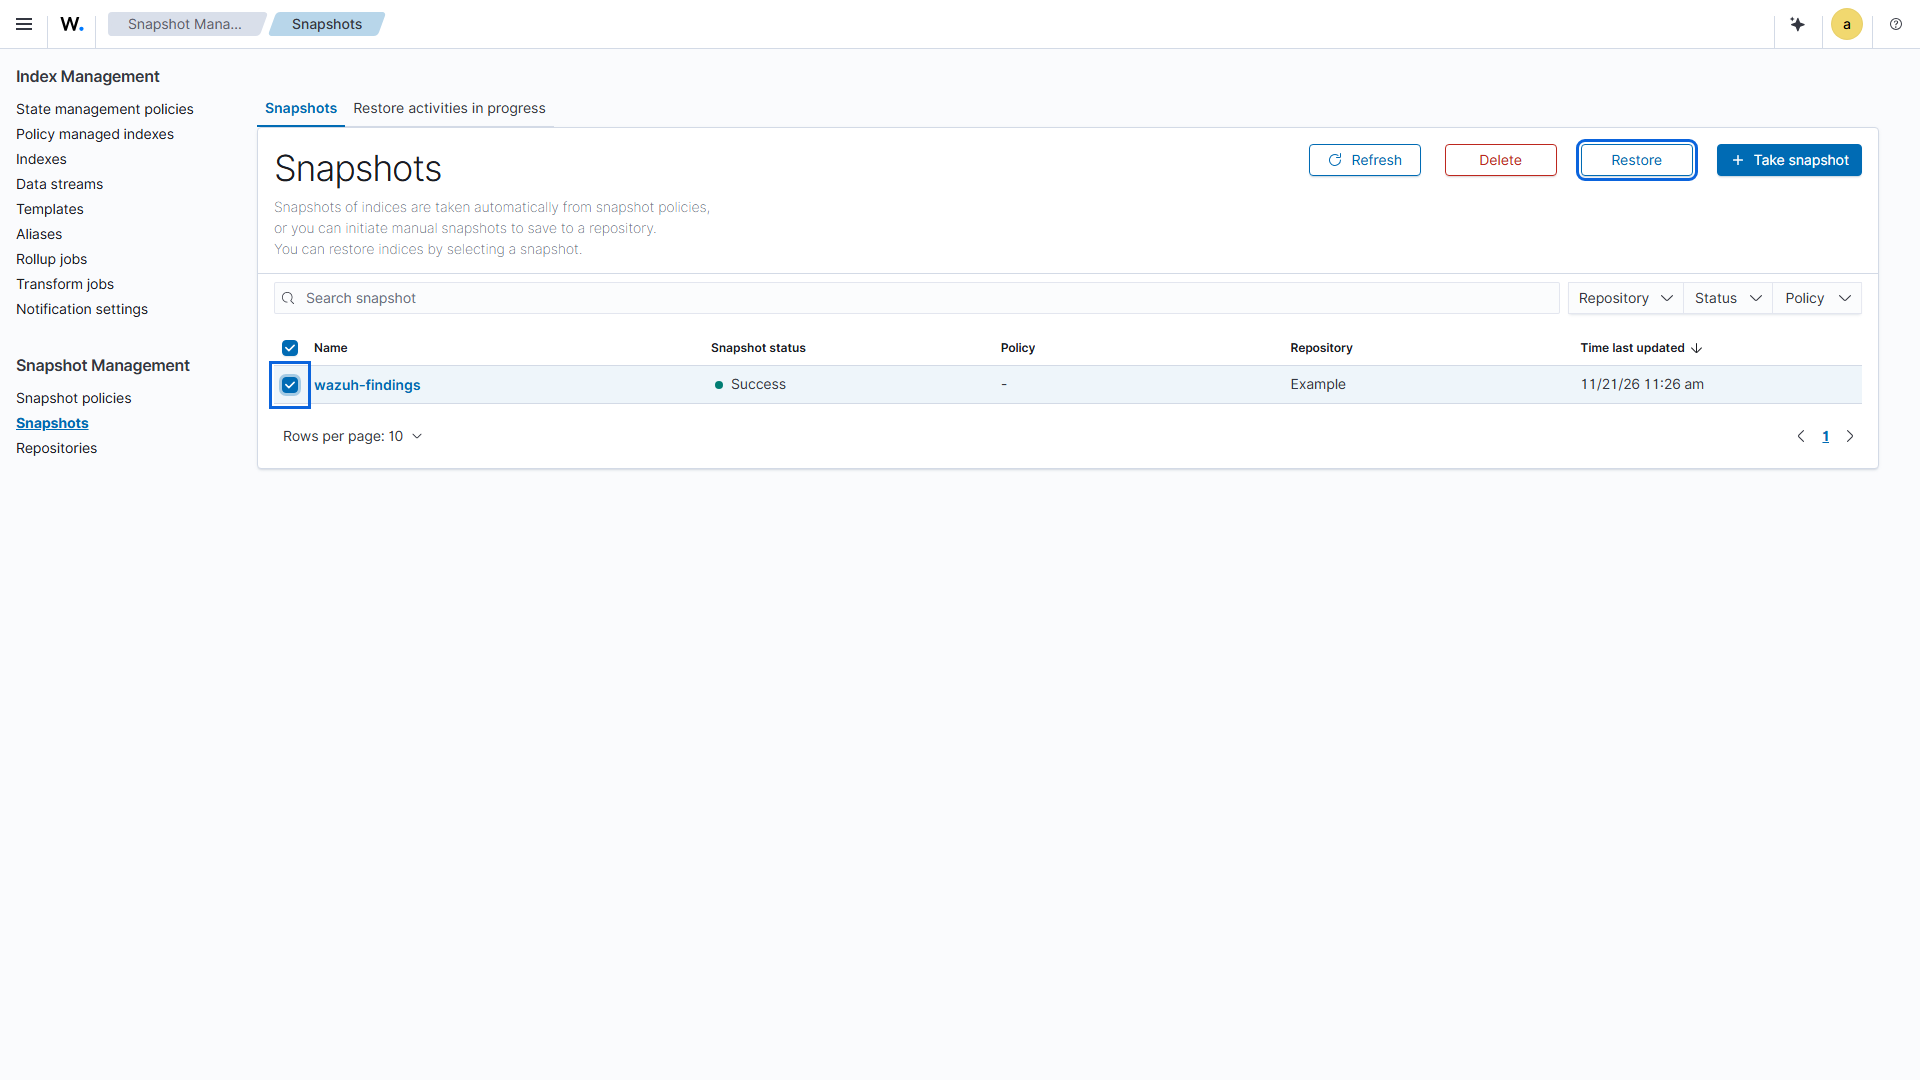 W.
Snapshot Mana...
Snapshots
a
Index Management
State management policies
Policy managed indexes
Indexes
Data streams
Templates
Aliases
Rollup jobs
Transform jobs
Notification settings
Snapshot Management
Snapshot policies
Snapshots
Repositories
Snapshots Restore activities in progress
Snapshots
Refresh
Delete
Restore
Take snapshot
Snapshots of indices are taken automatically from snapshot policies,
or you can initiate manual snapshots to save to a repository.
You can restore indices by selecting a snapshot.
Search snapshot
Repository
Status
Policy
Name Snapshot status Policy Repository Time last updated
wazuh-findings Success - Example 11/21/26 11:26 am
Rows per page: 10
1